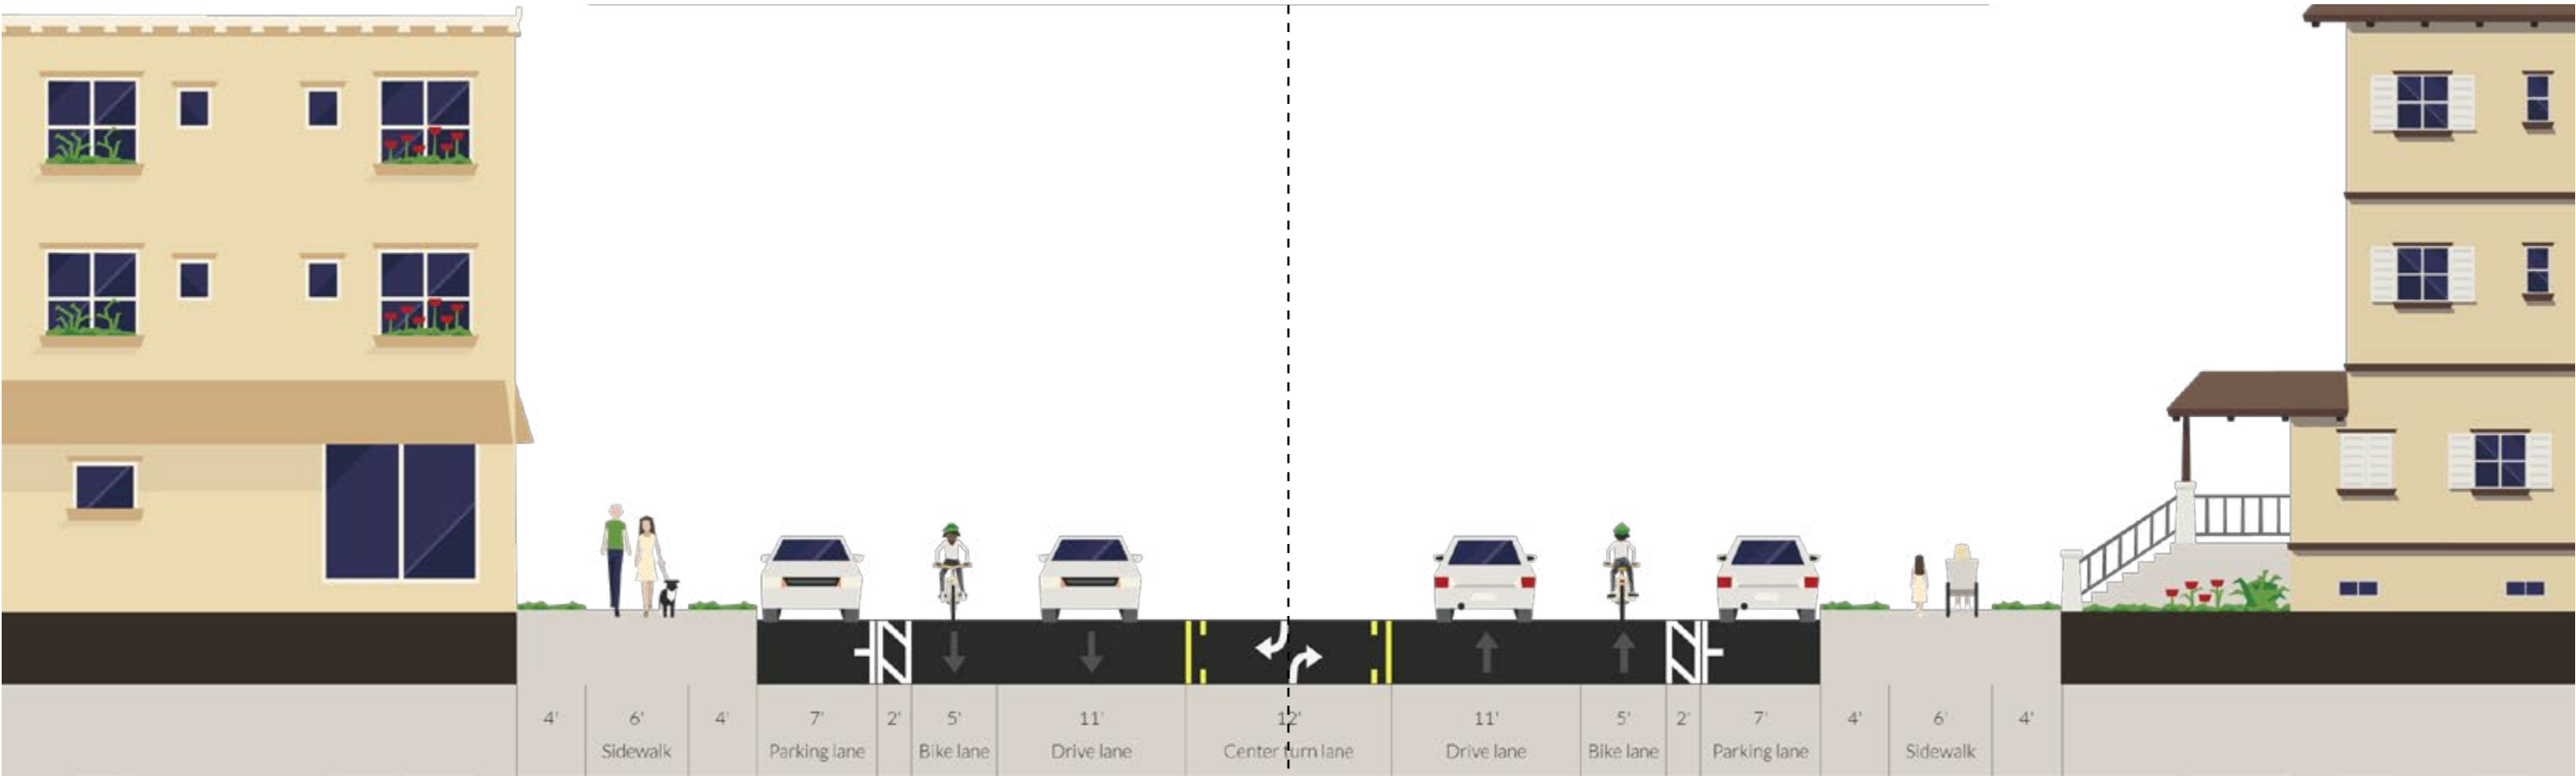 4' 6' 4' 7' 2' 5' 11' 12' 11' 5' 2' 7' 4' 6' 4'
Sidewalk Parking lane Bike lane Drive lane Center turn lane Drive lane Bike lane Parking lane Sidewalk